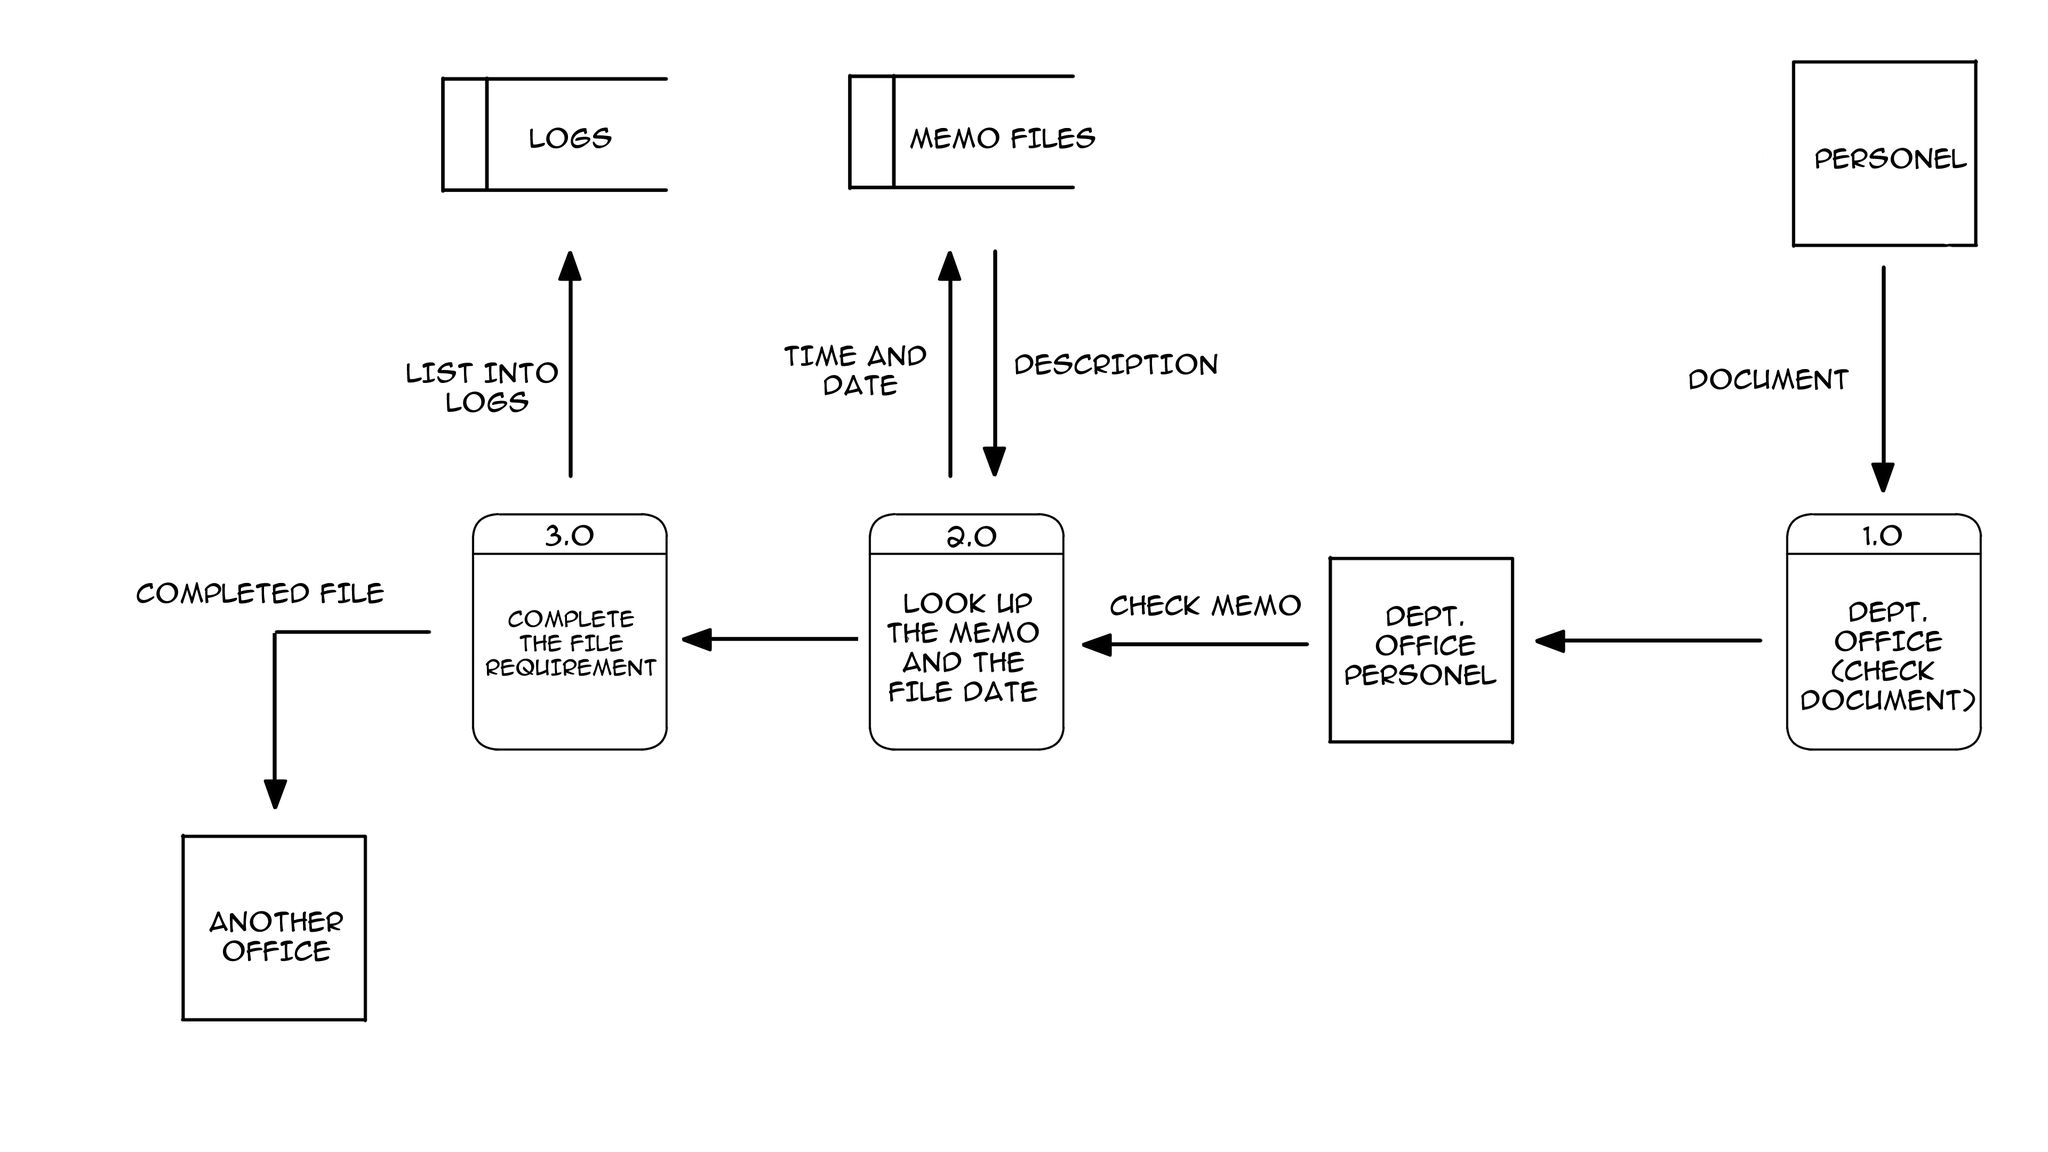 LOGS
MEMO FILES
PERSONEL
LIST INTO
LOGS
TIME AND
DATE
DESCRIPTION
DOCUMENT
COMPLETED FILE
3.0
COMPLETE
THE FILE
REQUIREMENT
2.0
LOOK UP
THE MEMO
AND THE
FILE DATE
CHECK MEMO
DEPT.
OFFICE
PERSONEL
1.0
DEPT.
OFFICE
(CHECK
DOCUMENT)
ANOTHER
OFFICE